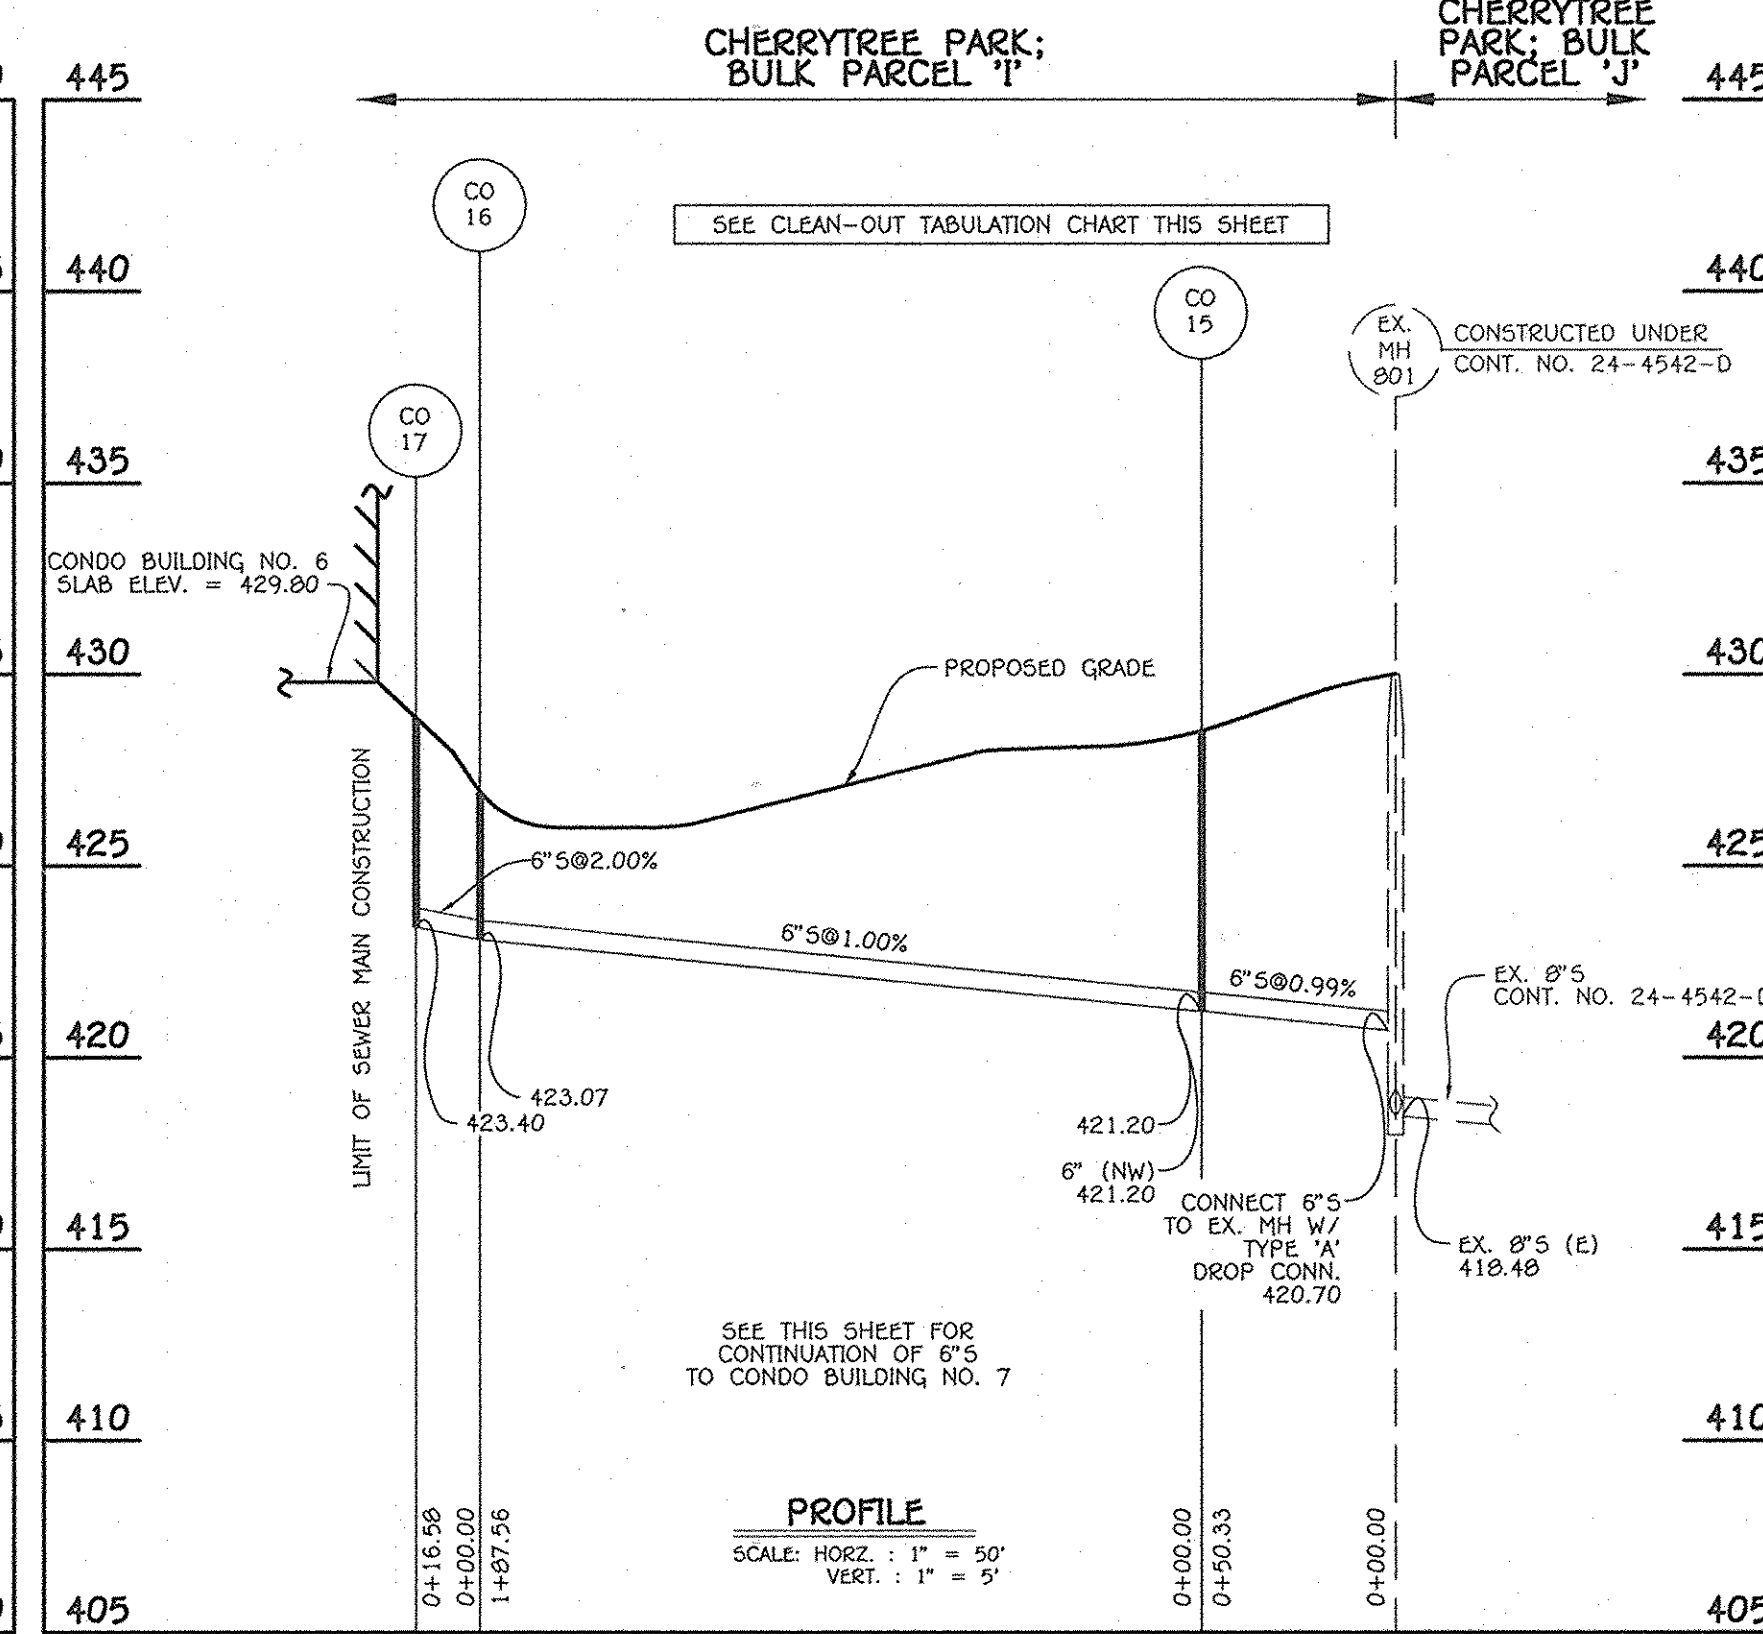 CHERRYTREE PARK;
BULK PARCEL 'I'
CHERRYTREE
PARK; BULK
PARCEL 'J'
445
445
CO
16
SEE CLEAN-OUT TABULATION CHART THIS SHEET
440
440
CO
15
EX.
MH
801
CONSTRUCTED UNDER
CONT. NO. 24-4542-D
CO
17
435
435
CONDO BUILDING NO. 6
SLAB ELEV. = 429.80
430
430
PROPOSED GRADE
LIMIT OF SEWER MAIN CONSTRUCTION
425
425
6"S@2.00%
6"S@1.00%
6"S@0.99%
EX. 8"S
CONT. NO. 24-4542-D
420
420
423.07
423.40
421.20
6" (NW)
421.20
CONNECT 6"S
TO EX. MH W/
TYPE 'A'
DROP CONN.
420.70
EX. 8"S (E)
418.48
415
415
SEE THIS SHEET FOR
CONTINUATION OF 6"S
TO CONDO BUILDING NO. 7
410
410
PROFILE
SCALE: HORZ. : 1" = 50'
VERT. : 1" = 5'
0+16.58
0+00.00
1+87.56
0+00.00
0+50.33
0+00.00
405
405